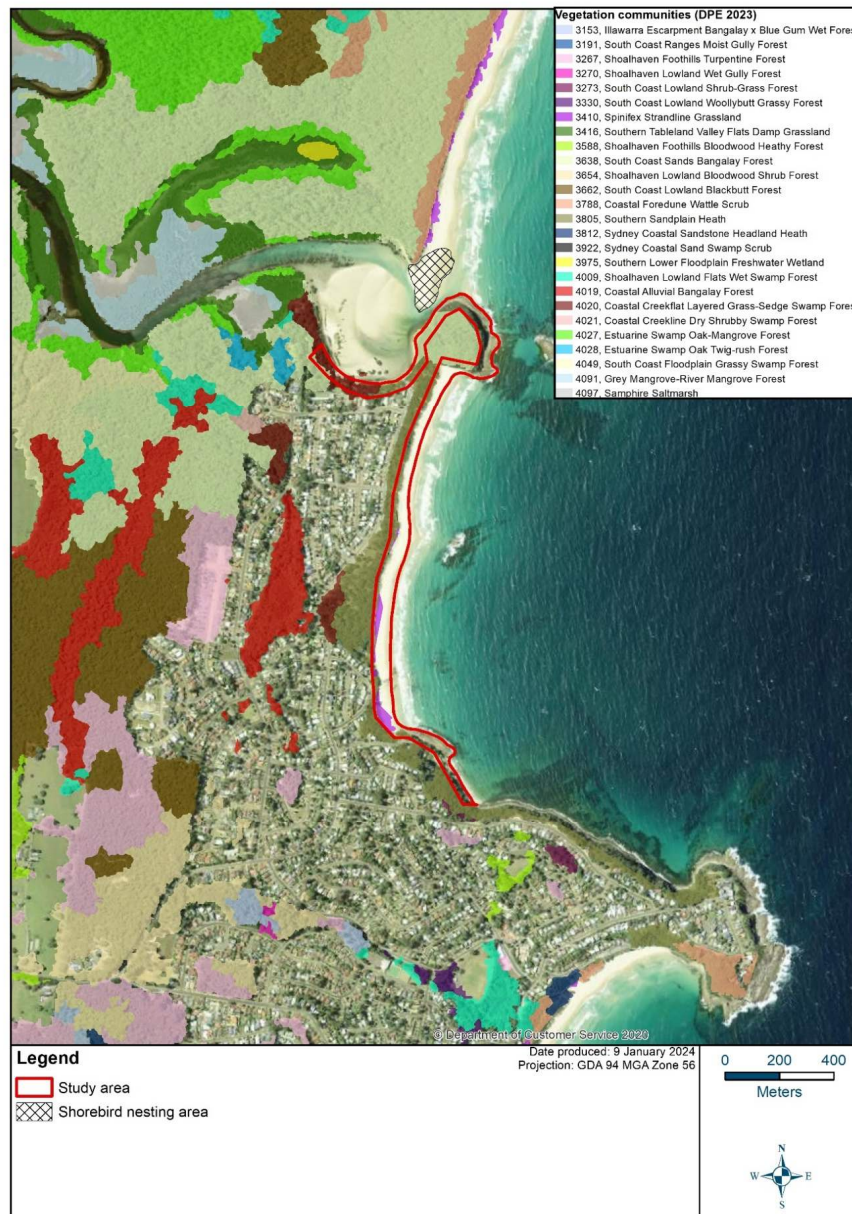 Vegetation communities (DPE 2023)
3153, Illawarra Escarpment Bangalay x Blue Gum Wet Fores
3191, South Coast Ranges Moist Gully Forest
3267, Shoalhaven Foothills Turpentine Forest
3270, Shoalhaven Lowland Wet Gully Forest
3273, South Coast Lowland Shrub-Grass Forest
3330, South Coast Lowland Woollybutt Grassy Forest
3410, Spinifex Strandline Grassland
3416, Southern Tableland Valley Flats Damp Grassland
3588, Shoalhaven Foothills Bloodwood Heathy Forest
3638, South Coast Sands Bangalay Forest
3654, Shoalhaven Lowland Bloodwood Shrub Forest
3662, South Coast Lowland Blackbutt Forest
3788, Coastal Foredune Wattle Scrub
3805, Southern Sandplain Heath
3812, Sydney Coastal Sandstone Headland Heath
3922, Sydney Coastal Sand Swamp Scrub
3975, Southern Lower Floodplain Freshwater Wetland
4009, Shoalhaven Lowland Flats Wet Swamp Forest
4019, Coastal Alluvial Bangalay Forest
4020, Coastal Creekflat Layered Grass-Sedge Swamp Fores
4021, Coastal Creekline Dry Shrubby Swamp Forest
4027, Estuarine Swamp Oak-Mangrove Forest
4028, Estuarine Swamp Oak Twig-rush Forest
4049, South Coast Floodplain Grassy Swamp Forest
4091, Grey Mangrove-River Mangrove Forest
4097, Samphire Saltmarsh
© Department of Customer Service 2020
Legend
Study area
Shorebird nesting area
Date produced: 9 January 2024
Projection: GDA 94 MGA Zone 56
0 200 400
Meters
N
W E
S